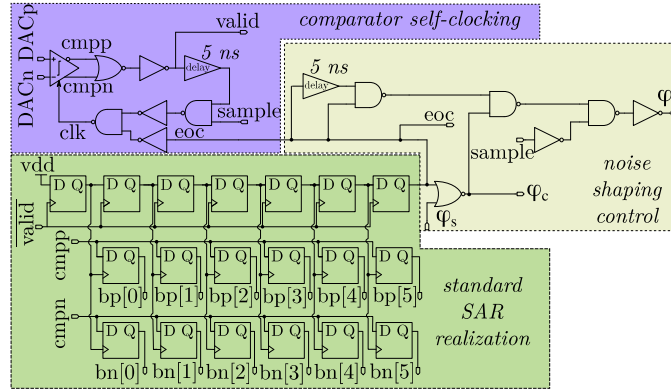 valid
comparator self-clocking
DACn DACp
cmpp
cmpn
5 ns
delay
clk
eoc
sample
5 ns
delay
eoc
sample
φ
φc
φs
noise
shaping
control
vdd
valid
cmpp
cmpn
D Q D Q D Q D Q D Q D Q D Q
D Q D Q D Q D Q D Q D Q
bp[0] bp[1] bp[2] bp[3] bp[4] bp[5]
D Q D Q D Q D Q D Q D Q
bn[0] bn[1] bn[2] bn[3] bn[4] bn[5]
standard
SAR
realization